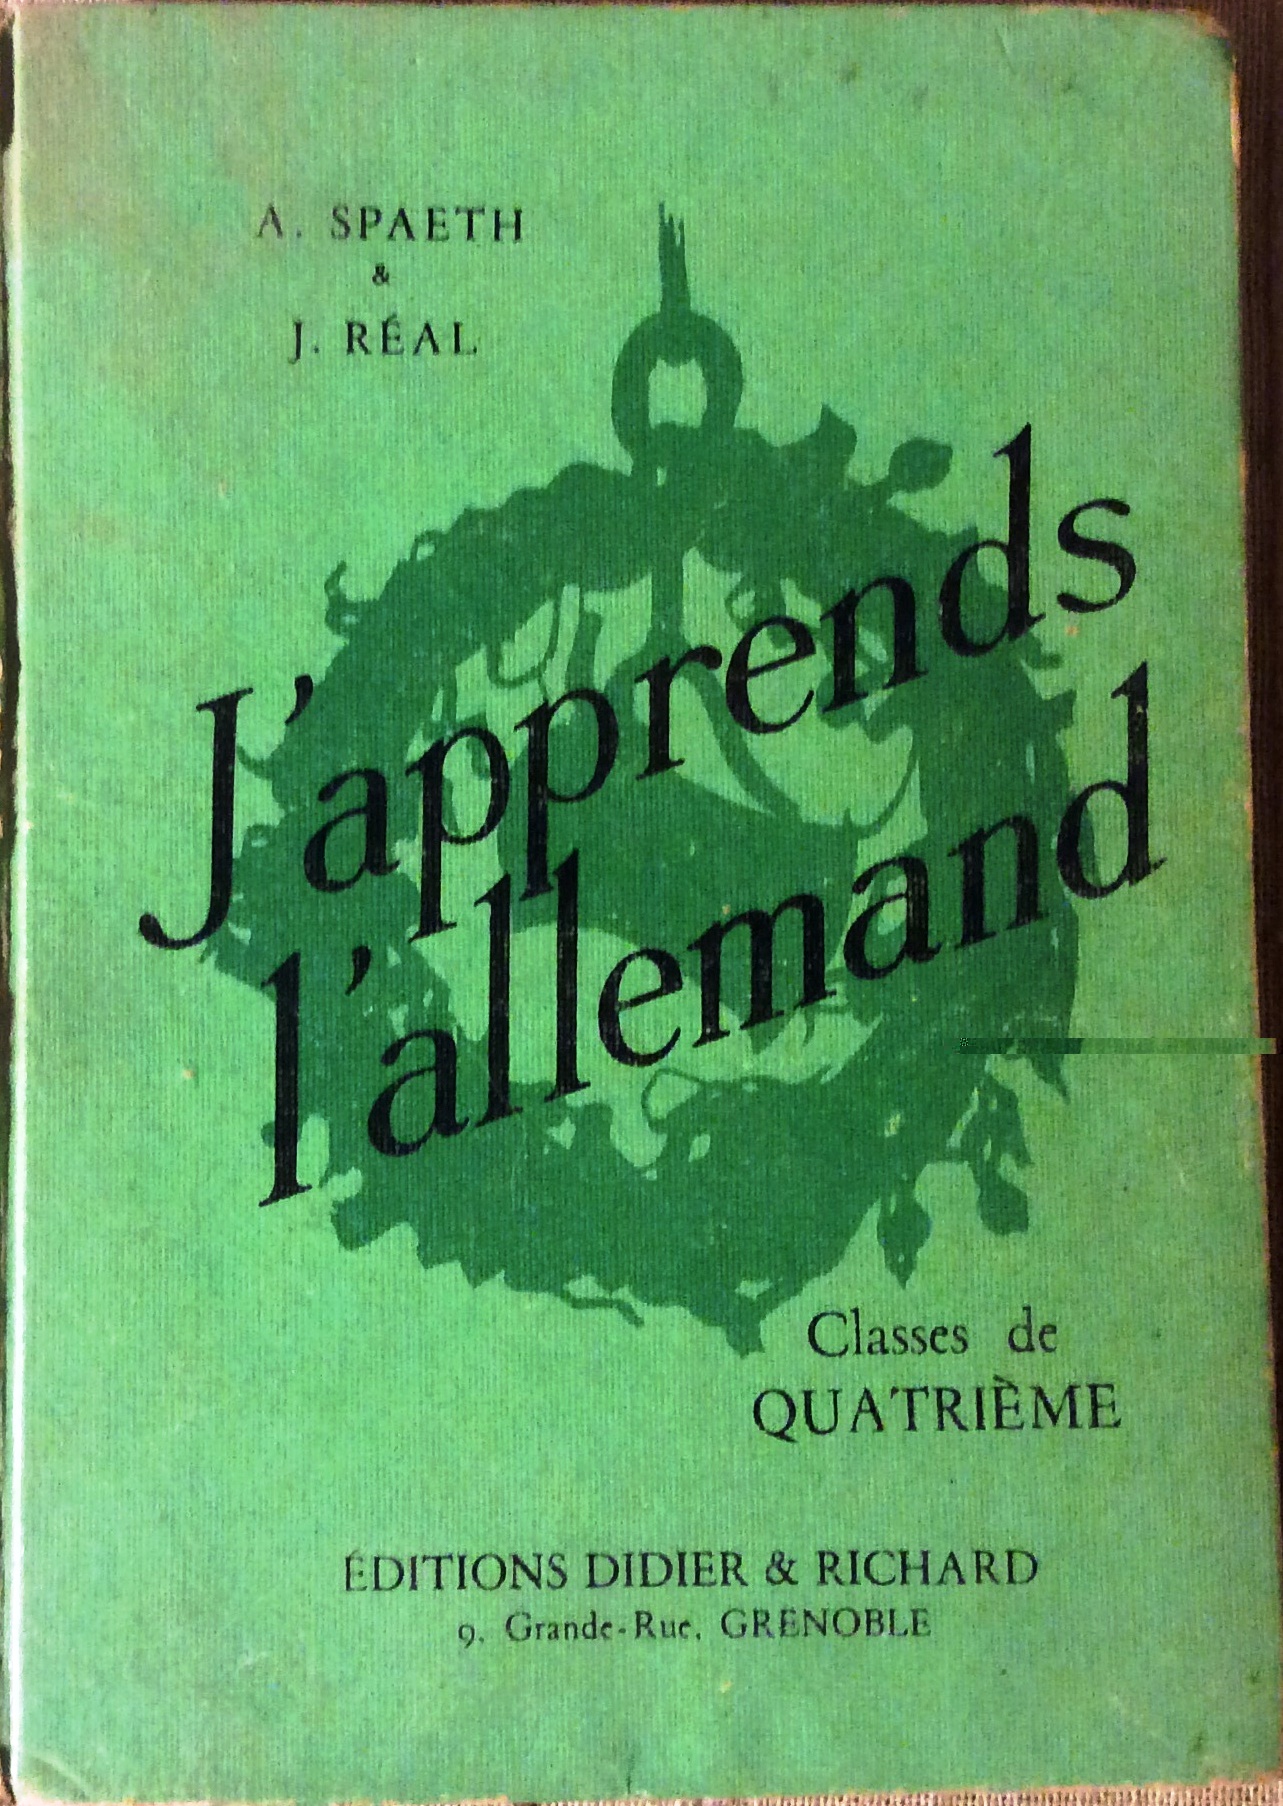 A. SPAETH
&
J. RÉAL
J'apprends
l'allemand
Classes de
QUATRIÈME
ÉDITIONS DIDIER & RICHARD
9, Grande-Rue, GRENOBLE